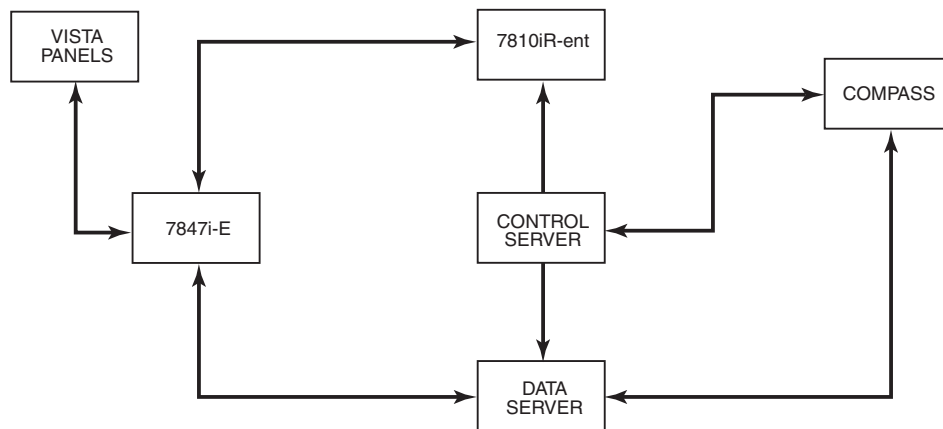 VISTA
PANELS
7810iR-ent
COMPASS
7847i-E
CONTROL
SERVER
DATA
SERVER